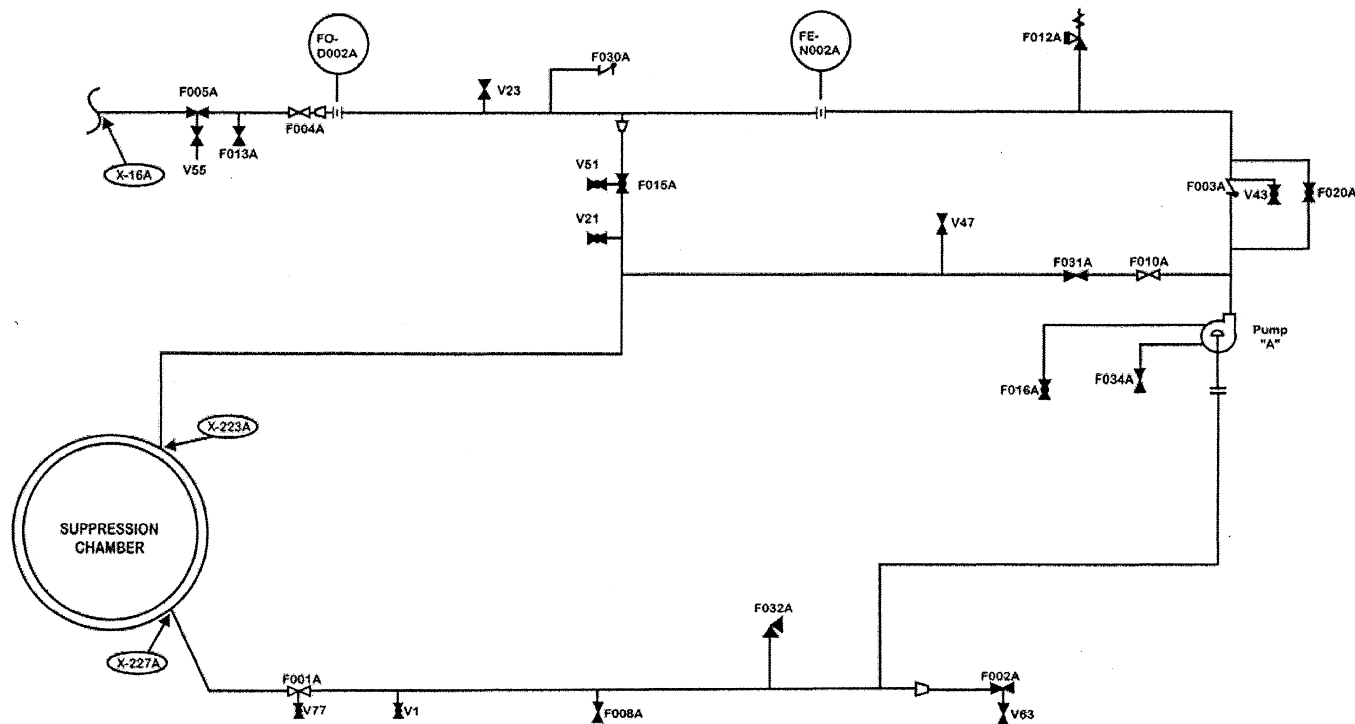 FO-
D002A
FE-
N002A
F012A
F030A
V23
F005A
F004A
F013A
V55
X-16A
V51
F015A
V21
F003A
V43
F020A
V47
F031A
F010A
Pump
"A"
F016A
F034A
X-223A
SUPPRESSION
CHAMBER
X-227A
F032A
F001A
V77
V1
F008A
F002A
V63